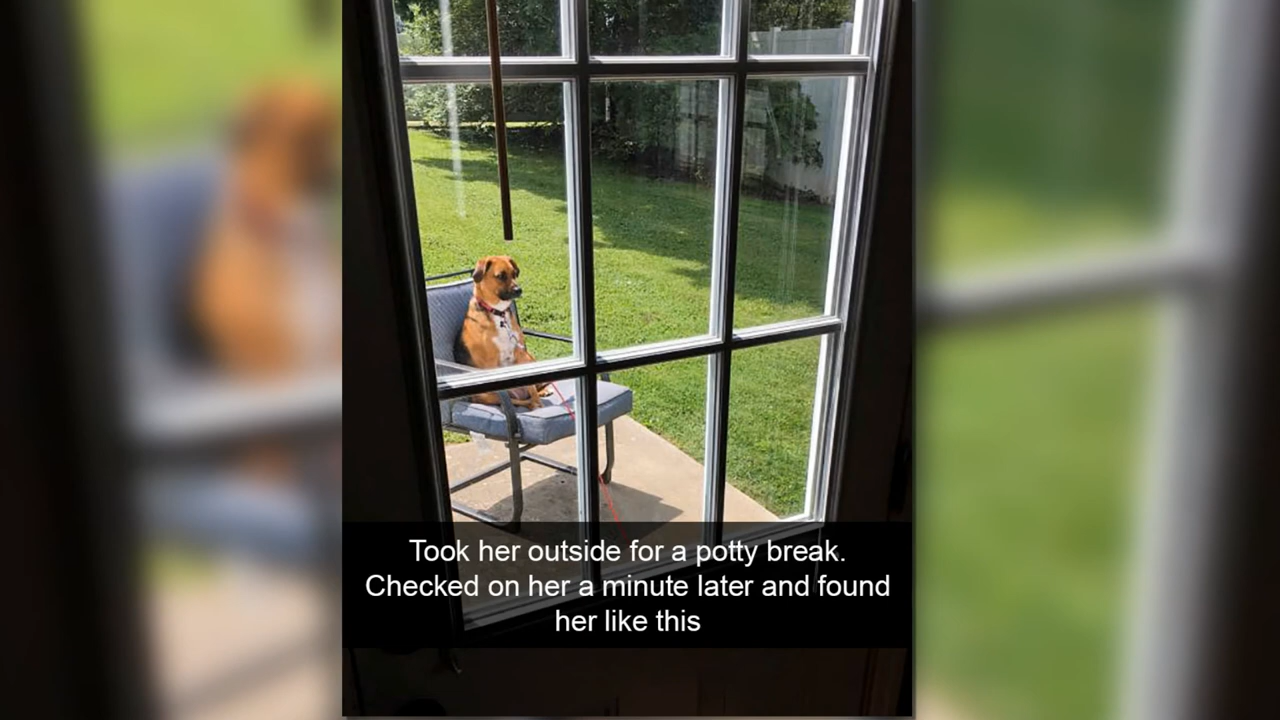 Took her outside for a potty break.
Checked on her a minute later and found
her like this